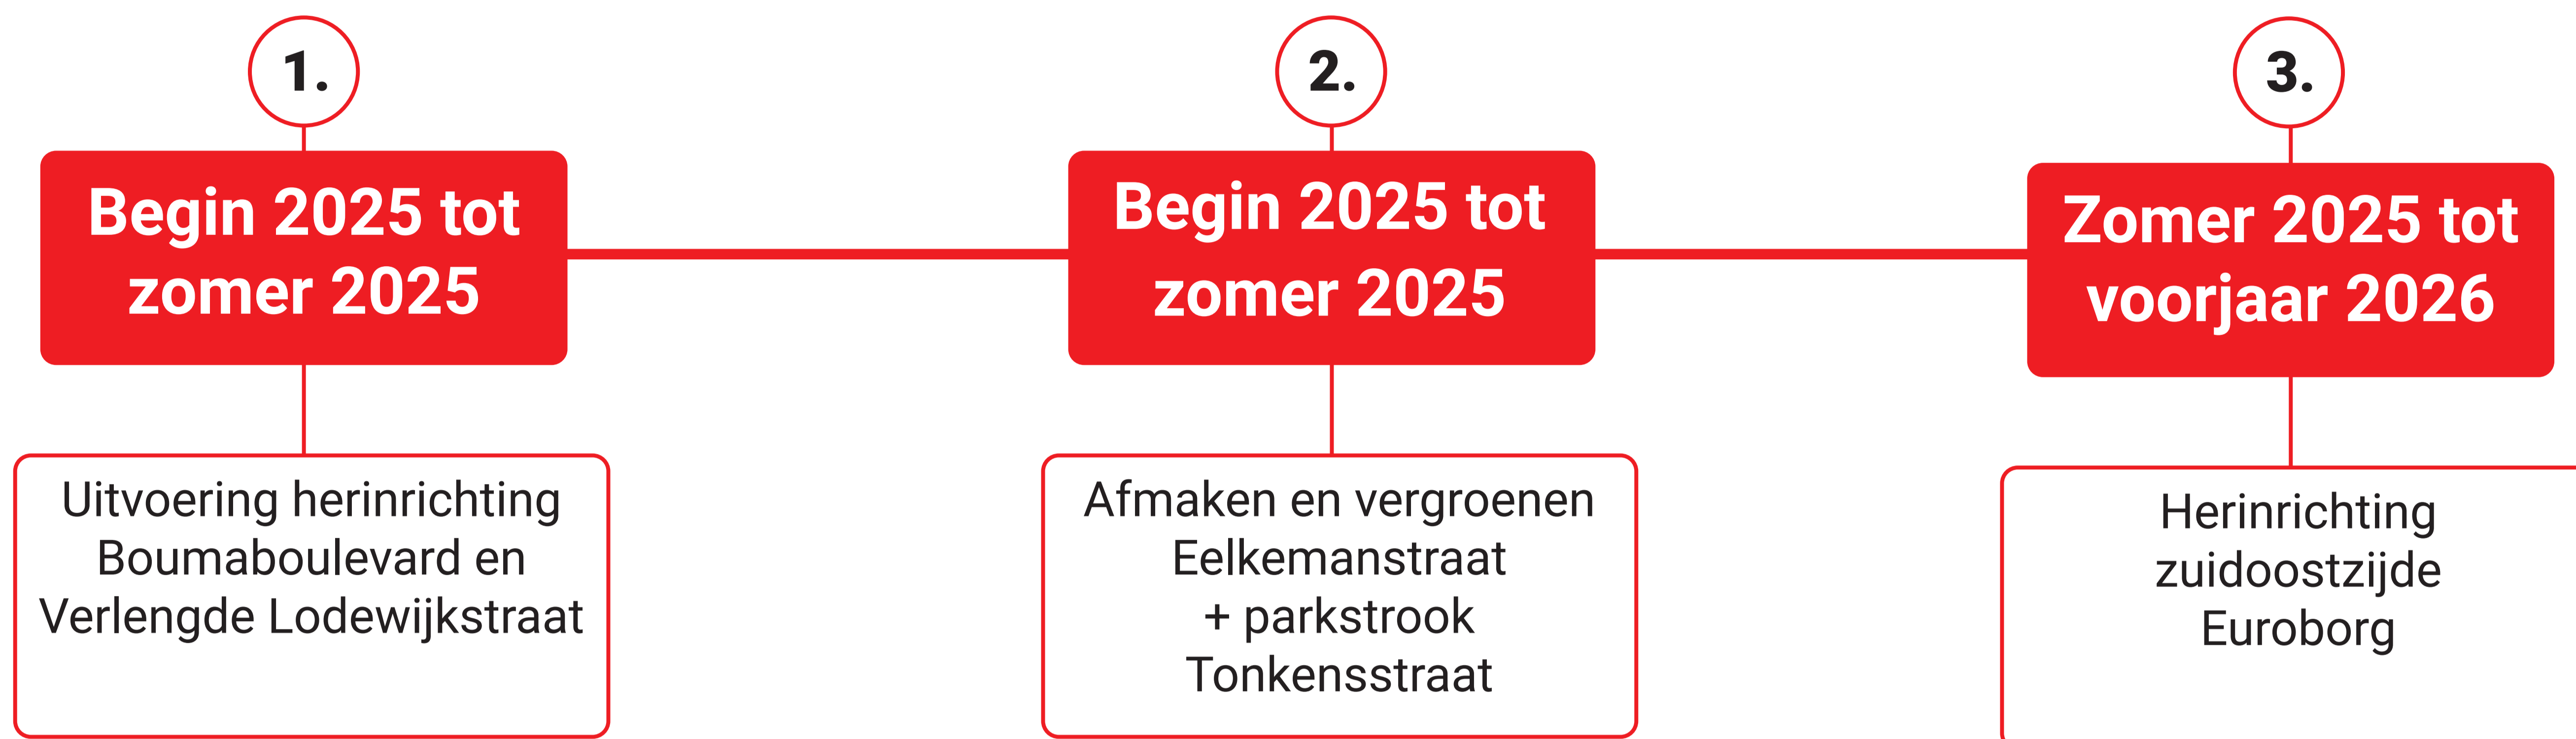 1.
Begin 2025 tot
zomer 2025
Uitvoering herinrichting
Boumaboulevard en
Verlengde Lodewijkstraat
2.
Begin 2025 tot
zomer 2025
Afmaken en vergroenen
Eelkemanstraat
+ parkstrook
Tonkensstraat
3.
Zomer 2025 tot
voorjaar 2026
Herinrichting
zuidoostzijde
Euroborg